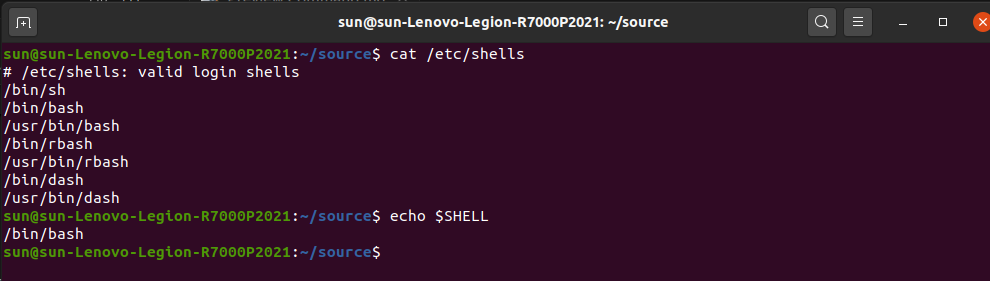 sun@sun-Lenovo-Legion-R7000P2021: ~/source
sun@sun-Lenovo-Legion-R7000P2021:~/source$ cat /etc/shells
# /etc/shells: valid login shells
/bin/sh
/bin/bash
/usr/bin/bash
/bin/rbash
/usr/bin/rbash
/bin/dash
/usr/bin/dash
sun@sun-Lenovo-Legion-R7000P2021:~/source$ echo $SHELL
/bin/bash
sun@sun-Lenovo-Legion-R7000P2021:~/source$